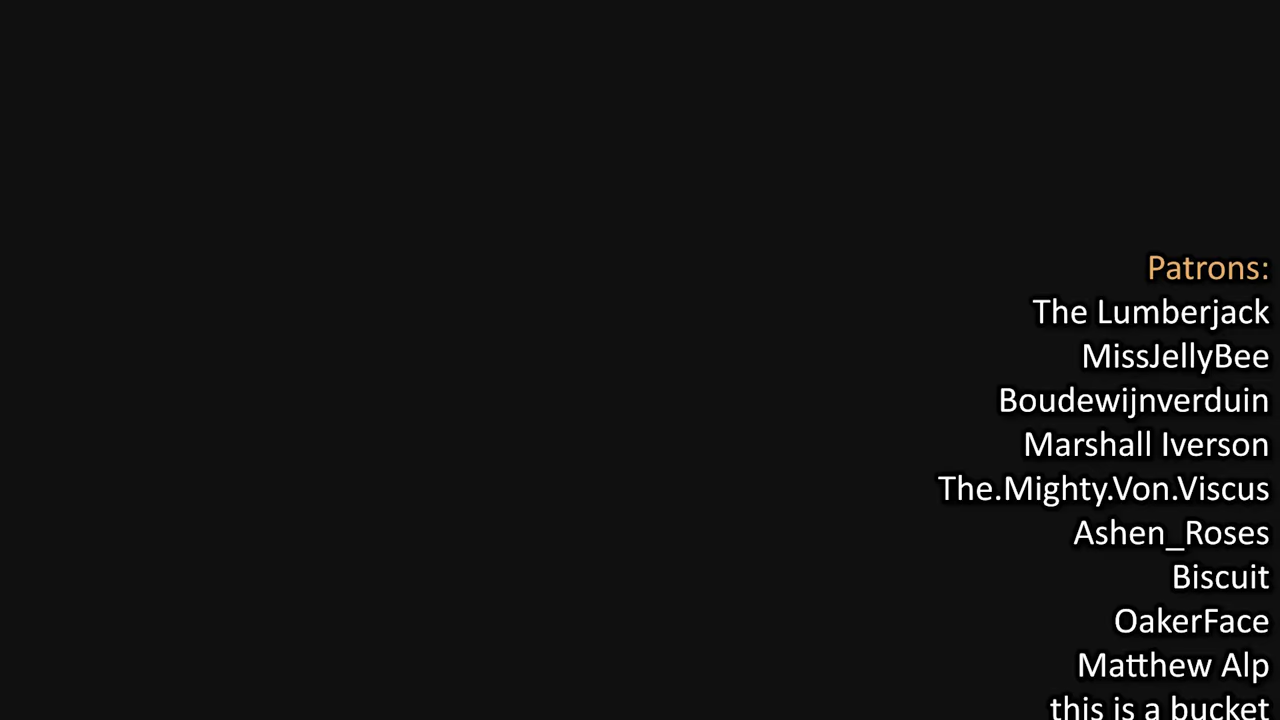 Patrons:
The Lumberjack
MissJellyBee
Boudewijnverduin
Marshall Iverson
The.Mighty.Von.Viscus
Ashen_Roses
Biscuit
OakerFace
Matthew Alp
this is a bucket